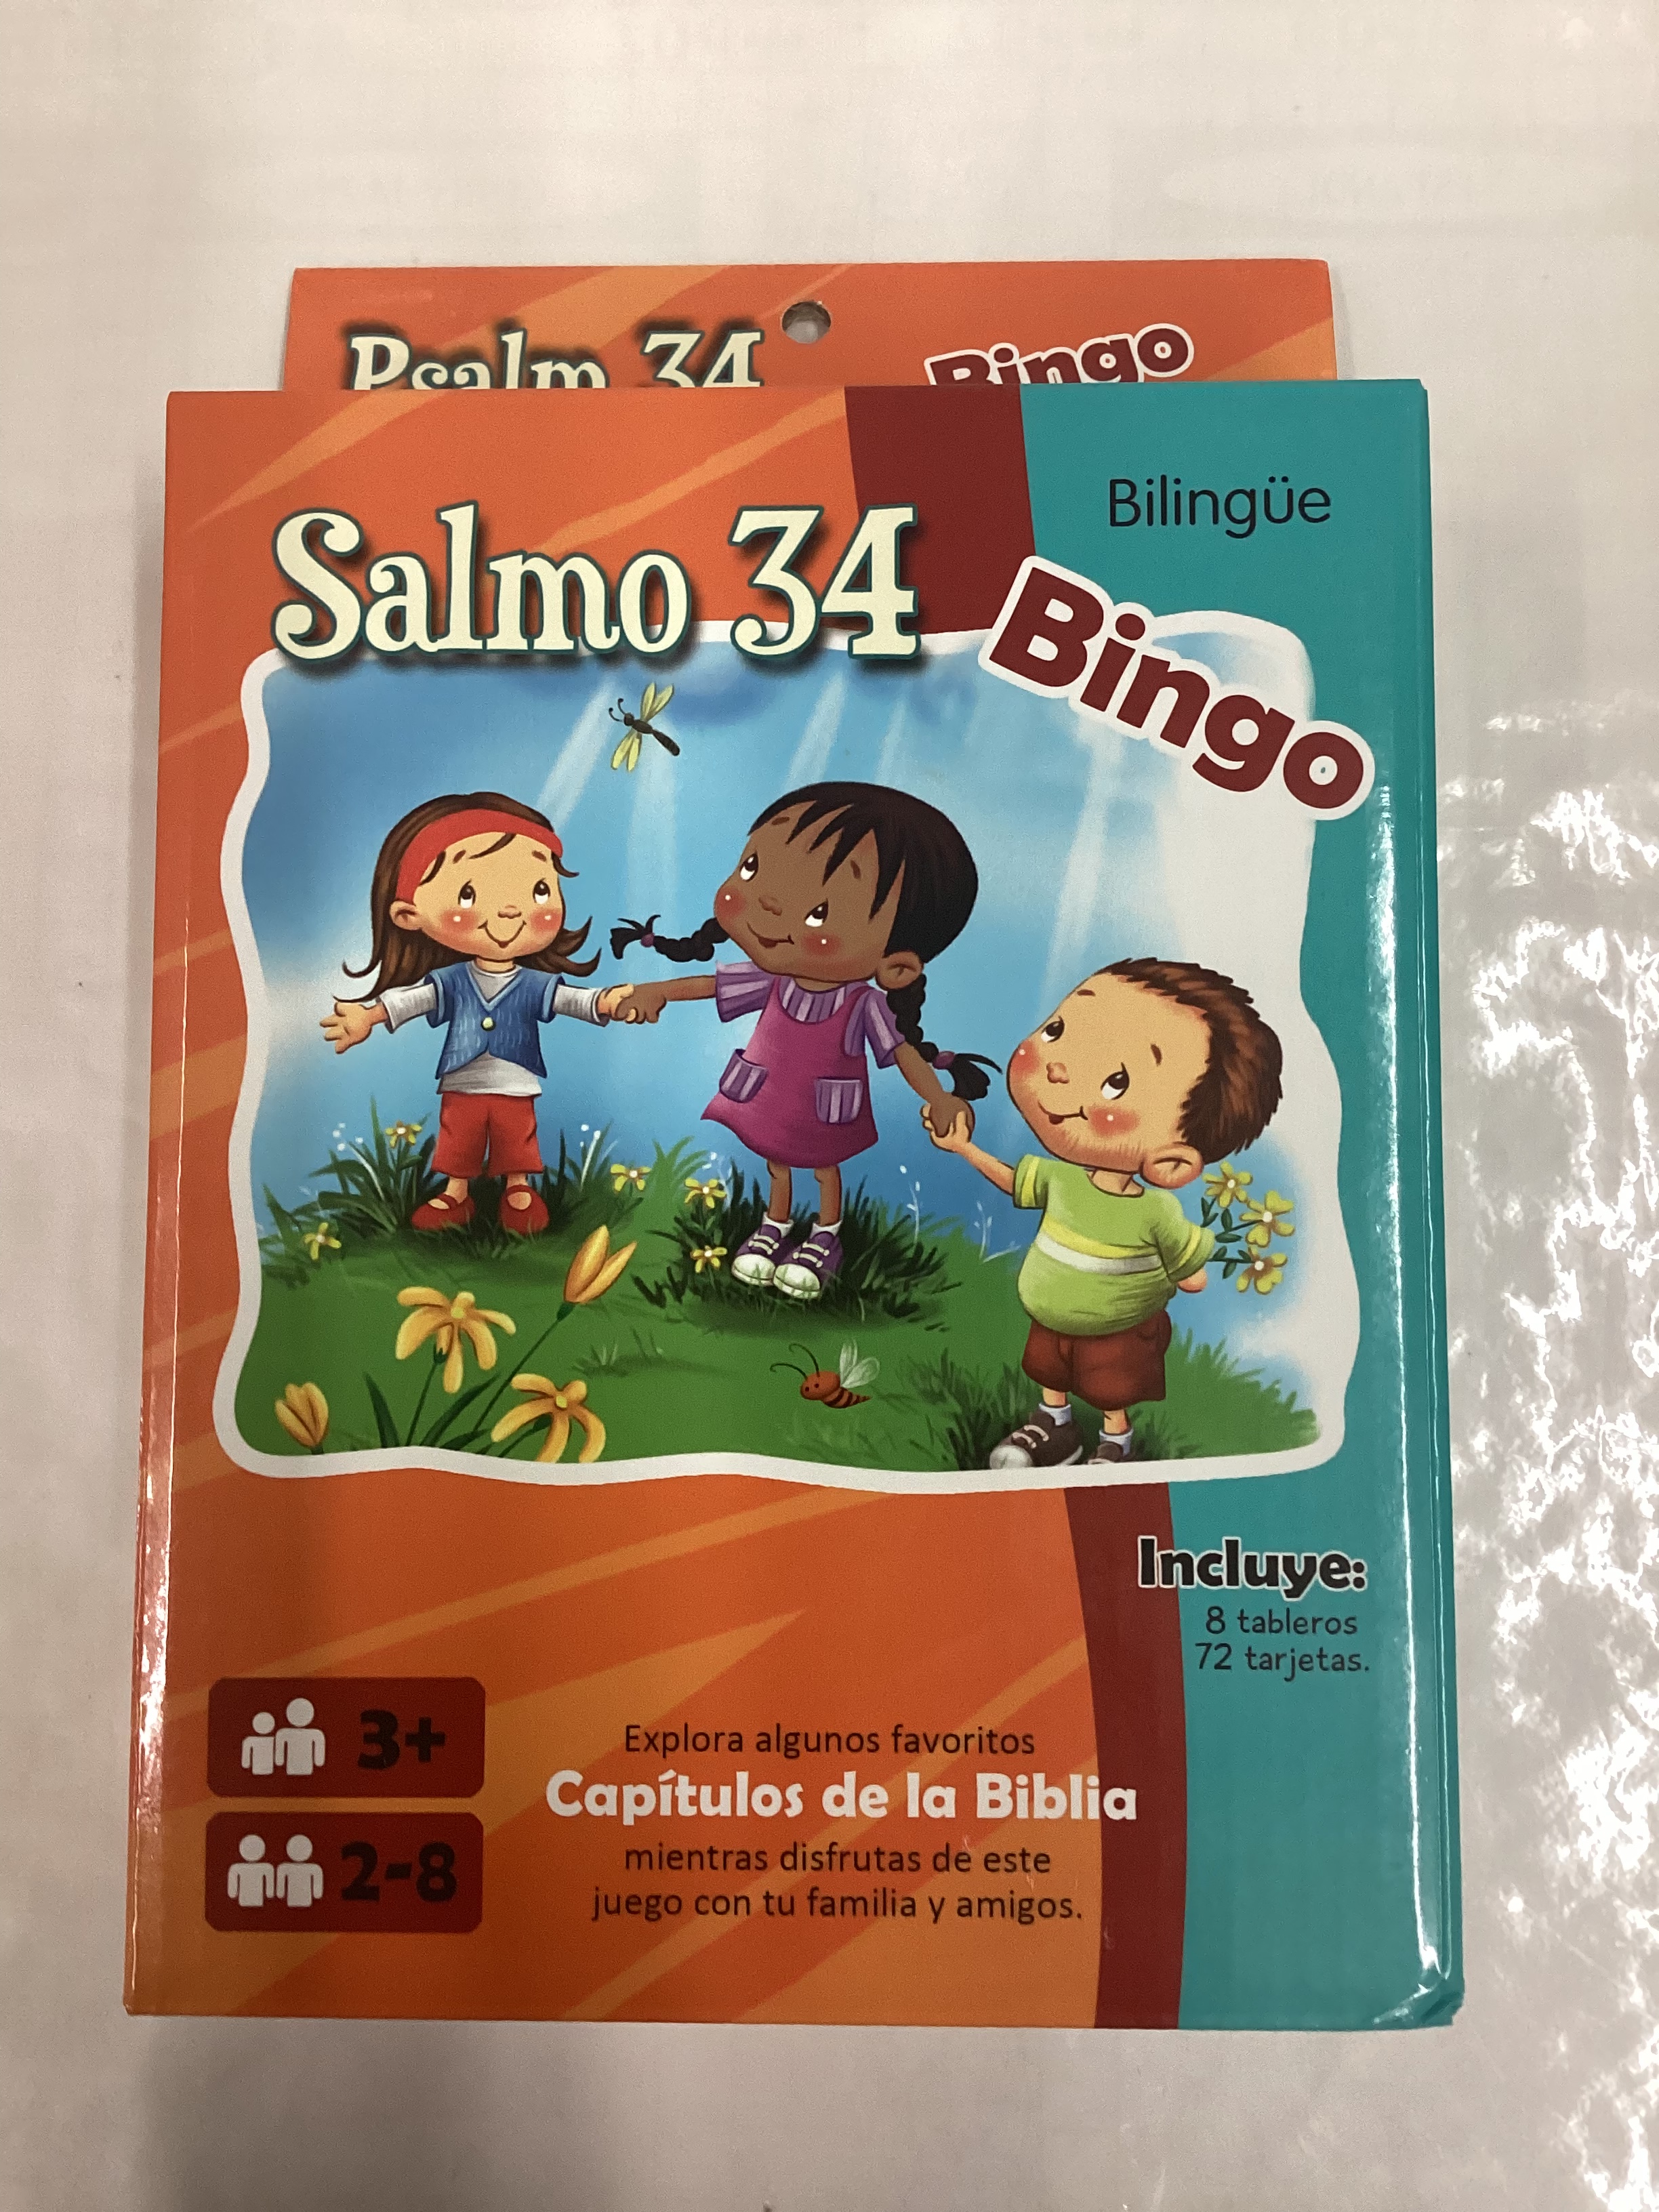 Psalm 34
Bingo
Bilingüe
Salmo 34
Bingo
Incluye:
8 tableros
72 tarjetas.
3+
2-8
Explora algunos favoritos
Capítulos de la Biblia
mientras disfrutas de este
juego con tu familia y amigos.